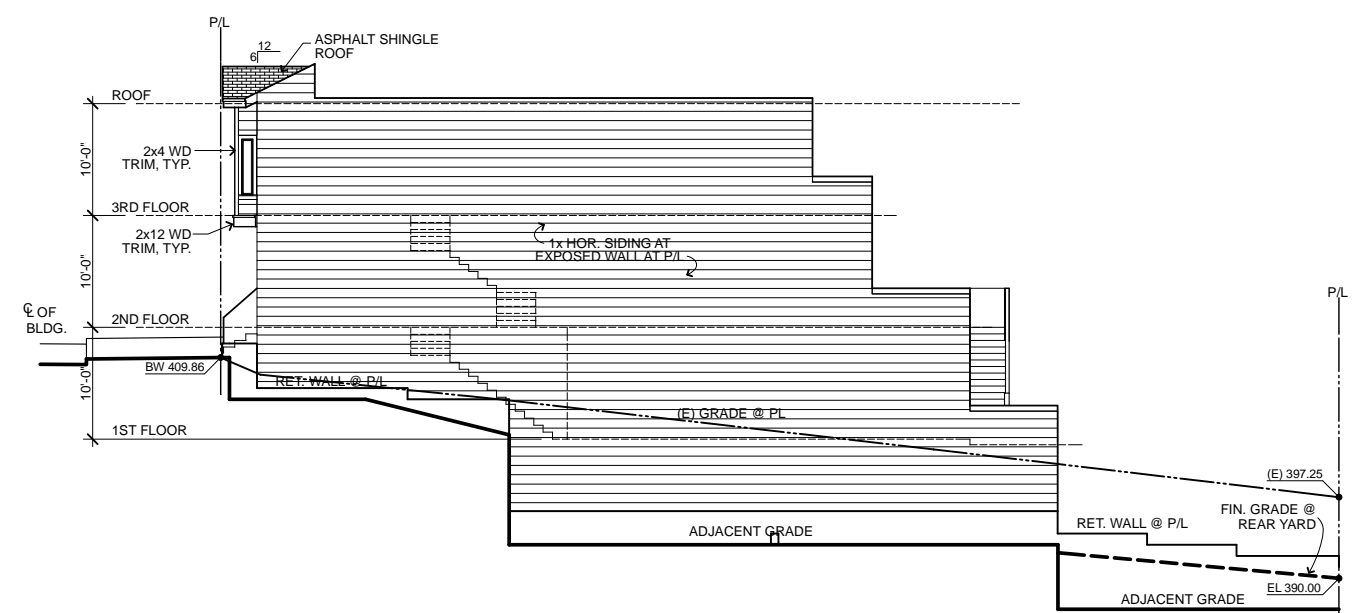 P/L
12
6
ASPHALT SHINGLE
ROOF
ROOF
10'-0"
2x4 WD
TRIM, TYP.
3RD FLOOR
2x12 WD
TRIM, TYP.
1x HOR. SIDING AT
EXPOSED WALL AT P/L
10'-0"
P/L
℄ OF
BLDG.
2ND FLOOR
BW 409.86
10'-0"
RET. WALL @ P/L
(E) GRADE @ PL
1ST FLOOR
(E) 397.25
FIN. GRADE @
REAR YARD
RET. WALL @ P/L
ADJACENT GRADE
EL 390.00
ADJACENT GRADE